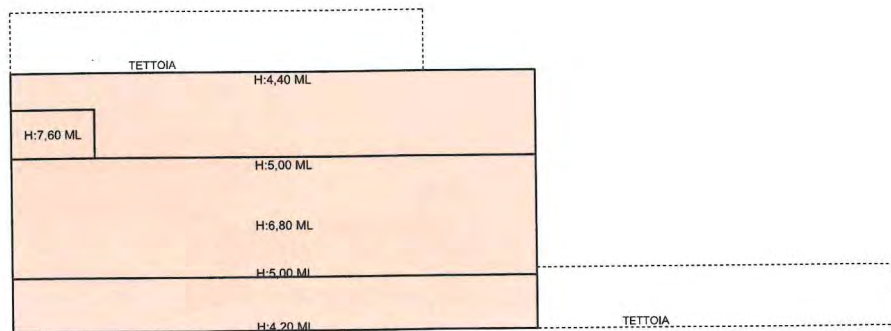 TETTOIA
H:4,40 ML
H:7,60 ML
H:5,00 ML
H:6,80 ML
H:5,00 ML
H:4,20 ML
TETTOIA